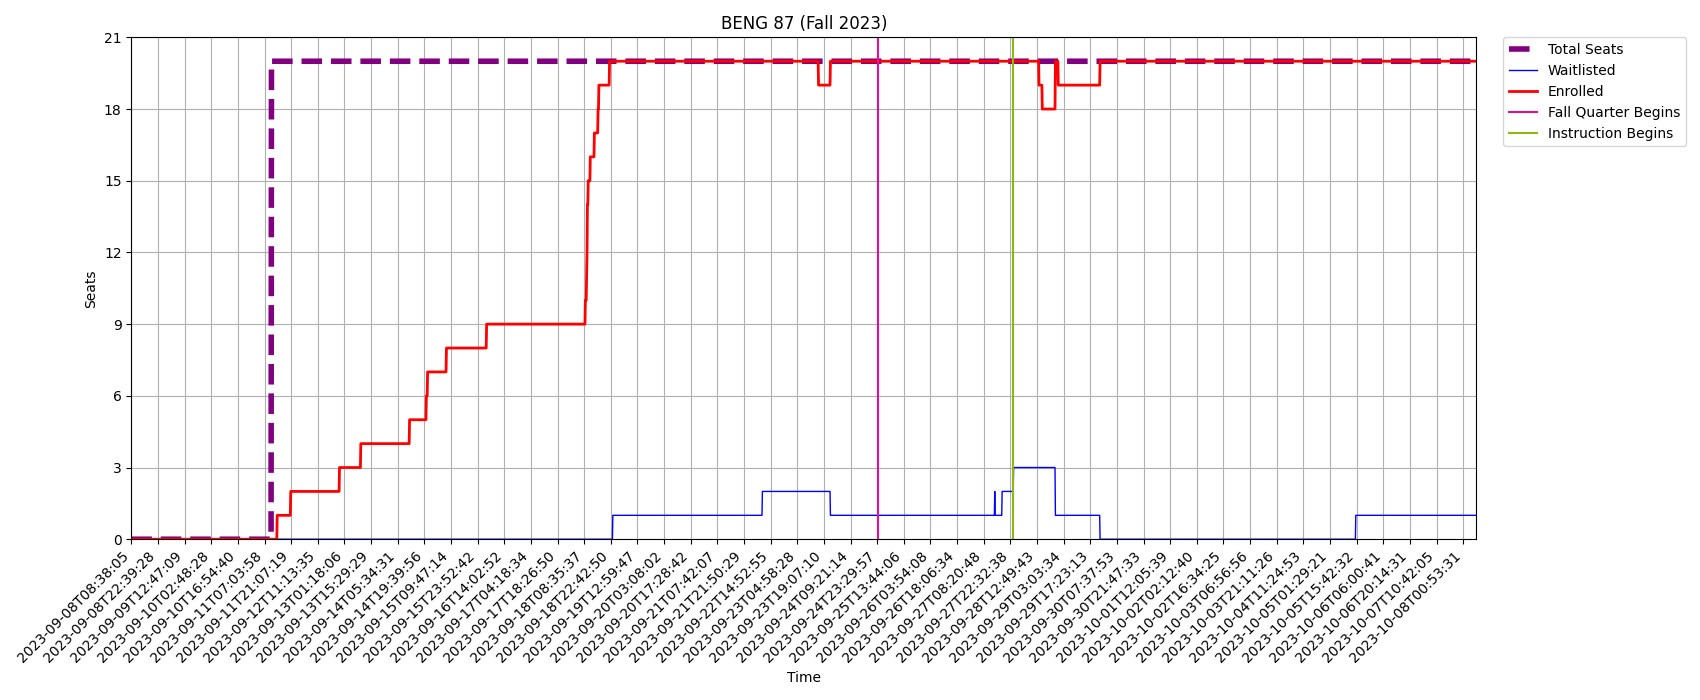 BENG 87 (Fall 2023)
21
18
15
12
9
6
3
0
Seats
2023-09-08T08:38:05
2023-09-08T22:39:28
2023-09-09T12:47:09
2023-09-10T02:48:28
2023-09-10T16:54:40
2023-09-11T07:03:58
2023-09-11T21:07:19
2023-09-12T11:13:35
2023-09-13T01:18:06
2023-09-13T15:29:29
2023-09-14T05:34:31
2023-09-14T19:39:56
2023-09-15T09:47:14
2023-09-15T23:52:42
2023-09-16T14:02:52
2023-09-17T04:18:34
2023-09-17T18:26:50
2023-09-18T08:35:37
2023-09-18T22:42:50
2023-09-19T12:59:47
2023-09-20T03:08:02
2023-09-20T17:28:42
2023-09-21T07:42:07
2023-09-21T21:50:29
2023-09-22T14:52:55
2023-09-23T04:58:28
2023-09-23T19:07:10
2023-09-24T09:21:14
2023-09-24T23:29:57
2023-09-25T13:44:06
2023-09-26T03:54:08
2023-09-26T18:06:34
2023-09-27T08:20:48
2023-09-27T22:32:38
2023-09-28T12:49:43
2023-09-29T03:03:34
2023-09-29T17:23:13
2023-09-30T07:37:53
2023-09-30T21:47:33
2023-10-01T12:05:39
2023-10-02T02:12:40
2023-10-02T16:34:25
2023-10-03T06:56:56
2023-10-03T21:11:26
2023-10-04T11:24:53
2023-10-05T01:29:21
2023-10-05T15:42:32
2023-10-06T06:00:41
2023-10-06T20:14:31
2023-10-07T10:42:05
2023-10-08T00:53:31
Time
Total Seats
Waitlisted
Enrolled
Fall Quarter Begins
Instruction Begins